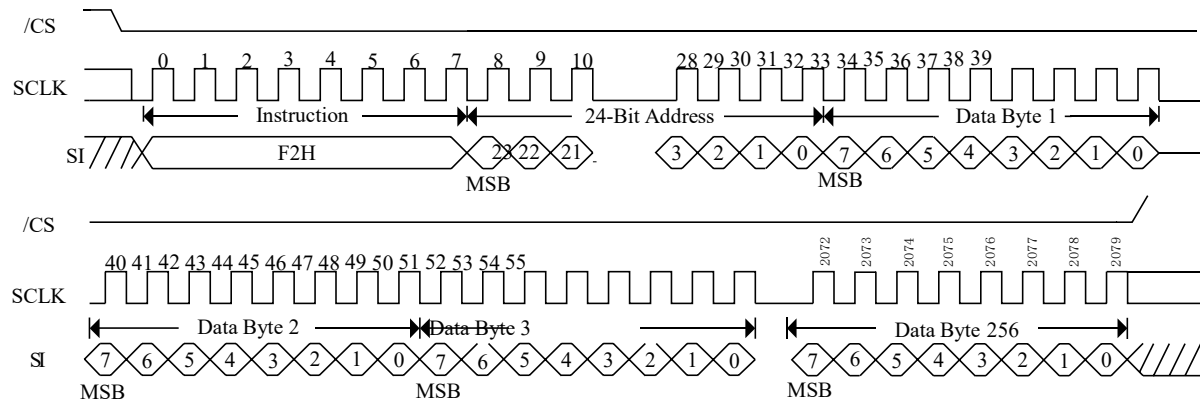 /CS
0 1 2 3 4 5 6 7 8 9 10 28 29 30 31 32 33 34 35 36 37 38 39
SCLK
Instruction 24-Bit Address Data Byte 1
SI F2H 23 22 21 3 2 1 0 7 6 5 4 3 2 1 0
MSB MSB
/CS
2072 2073 2074 2075 2076 2077 2078 2079
40 41 42 43 44 45 46 47 48 49 50 51 52 53 54 55
SCLK
Data Byte 2 Data Byte 3 Data Byte 256
SI 7 6 5 4 3 2 1 0 7 6 5 4 3 2 1 0 7 6 5 4 3 2 1 0
MSB MSB MSB